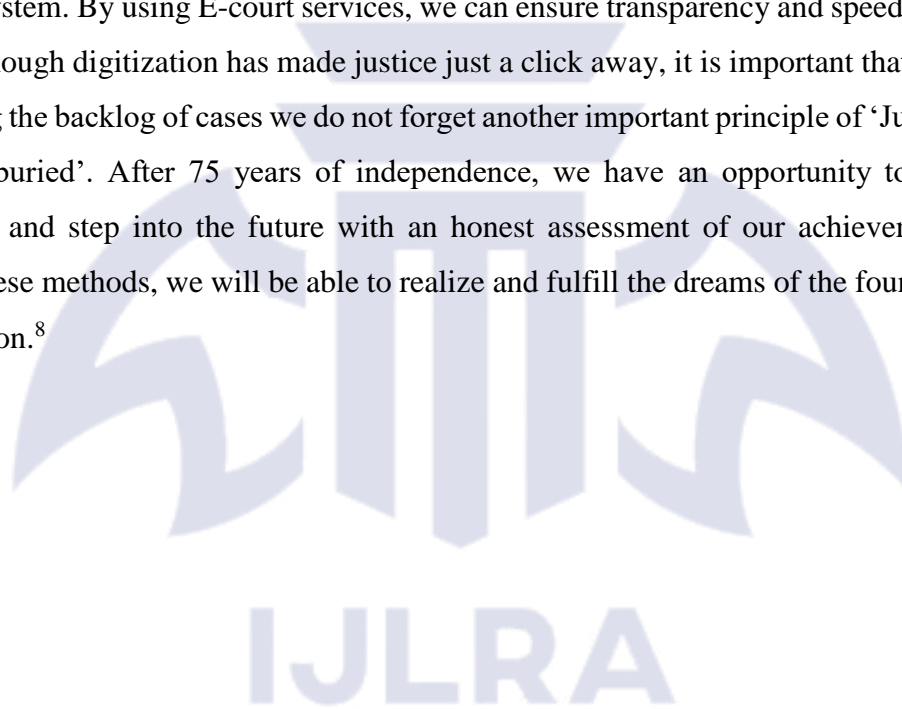 ystem. By using E-court services, we can ensure transparency and speed
ough digitization has made justice just a click away, it is important that
the backlog of cases we do not forget another important principle of ‘Ju
buried’. After 75 years of independence, we have an opportunity to
and step into the future with an honest assessment of our achieve
ese methods, we will be able to realize and fulfill the dreams of the four
on.8
IJLRA